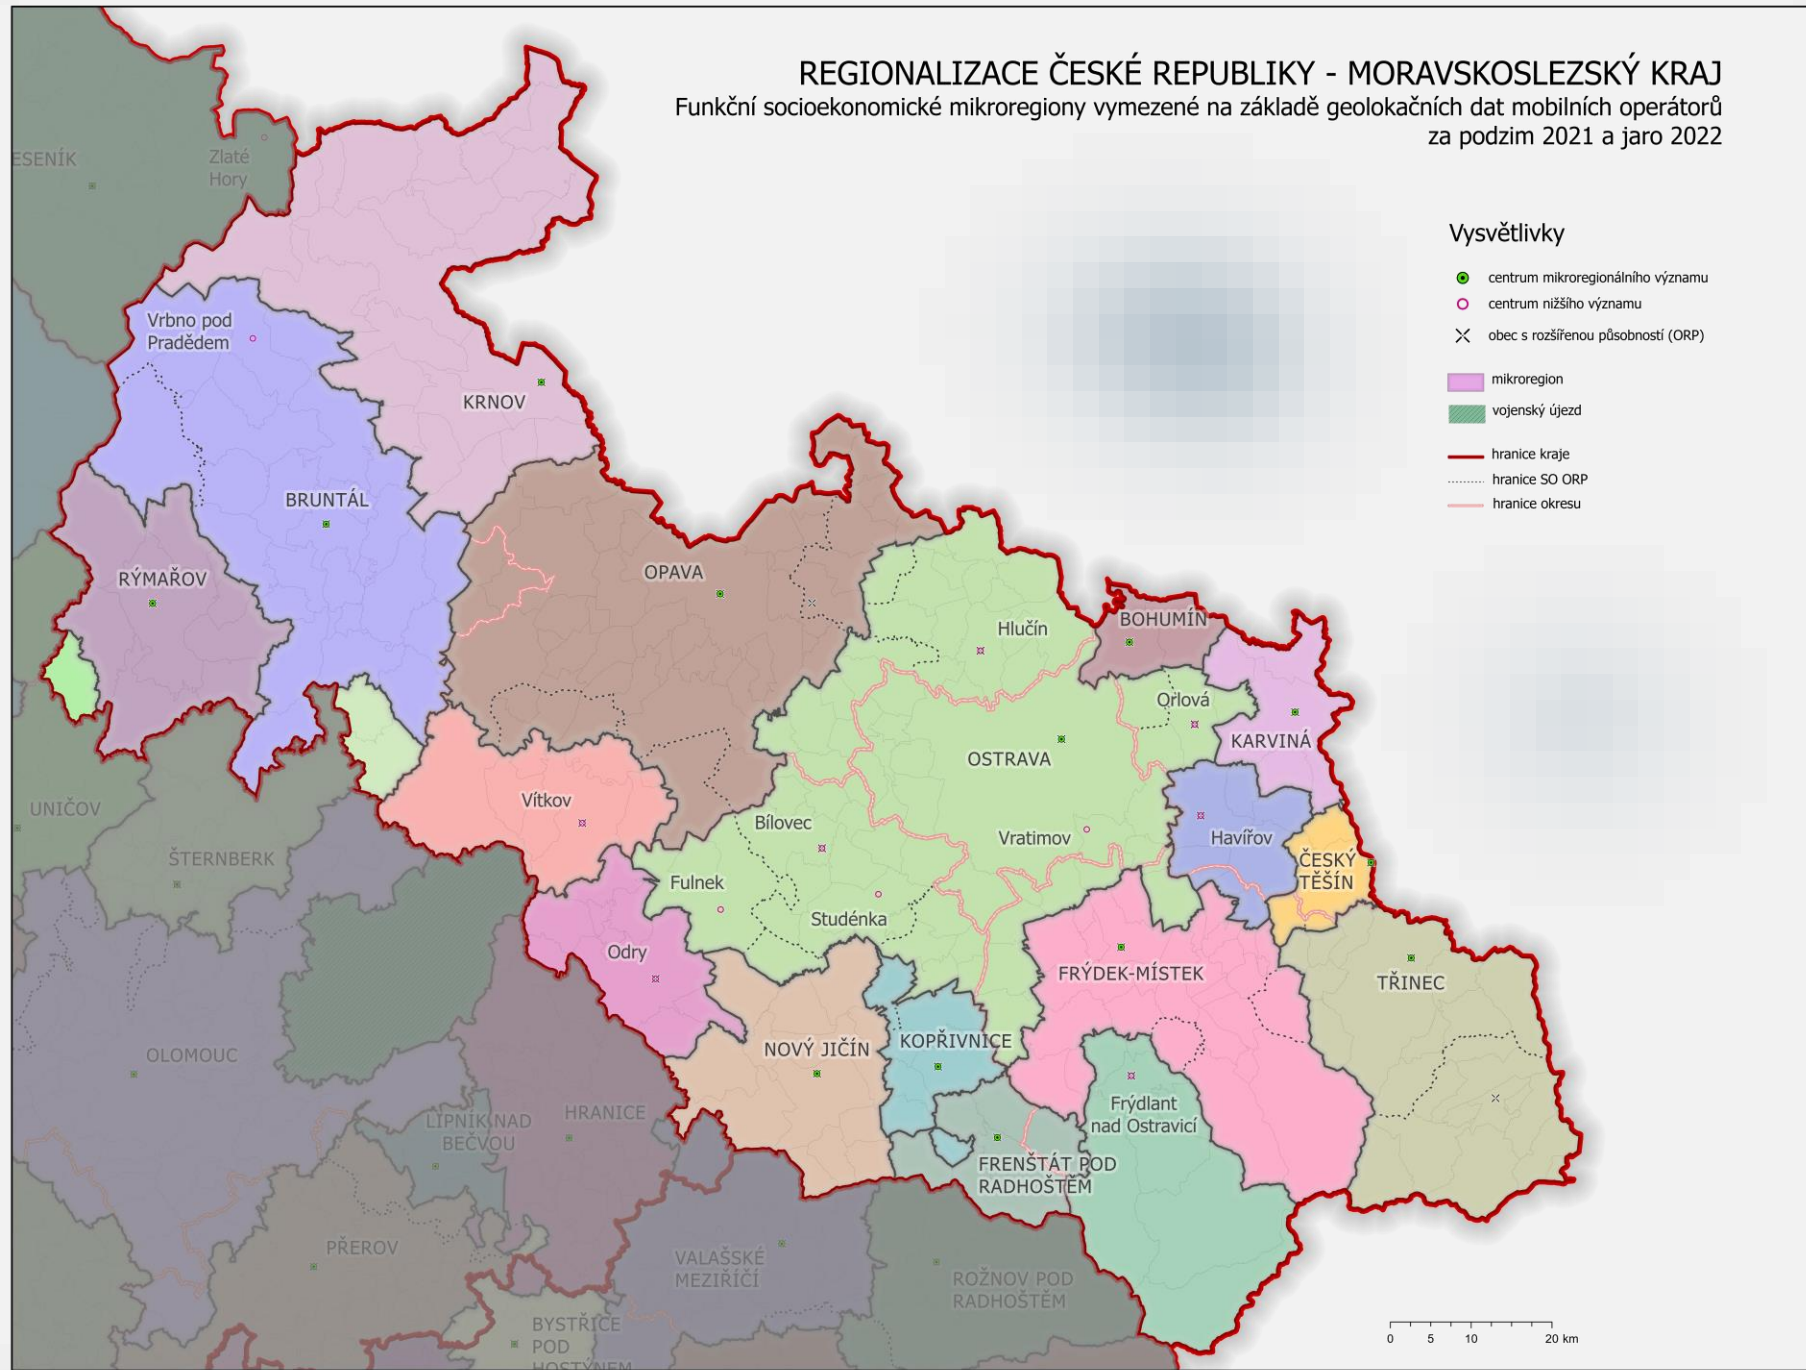 REGIONALIZACE ČESKÉ REPUBLIKY - MORAVSKOSLEZSKÝ KRAJ
Funkční socioekonomické mikroregiony vymezené na základě geolokačních dat mobilních operátorů
za podzim 2021 a jaro 2022
Vysvětlivky
centrum mikroregionálního významu
centrum nižšího významu
obec s rozšířenou působností (ORP)
mikroregion
vojenský újezd
hranice kraje
hranice SO ORP
hranice okresu
ESENÍK
Zlaté
Hory
Vrbno pod
Pradědem
KRNOV
BRUNTÁL
RÝMAŘOV
OPAVA
Hlučín
BOHUMÍN
Orlová
KARVINÁ
OSTRAVA
UNIČOV
Vítkov
Bílovec
Vratimov
Havířov
ŠTERNBERK
ČESKÝ
TĚŠÍN
Fulnek
Studénka
Odry
FRÝDEK-MÍSTEK
TŘINEC
OLOMOUC
NOVÝ JIČÍN
KOPŘIVNICE
LIPNÍK NAD
BEČVOU
HRANICE
Frýdlant
nad Ostravicí
FRENŠTÁT POD
RADHOŠTĚM
PŘEROV
VALAŠSKÉ
MEZIŘÍČÍ
ROŽNOV POD
RADHOŠTĚM
BYSTŘICE
POD
HOSTÝNEM
0 5 10 20 km